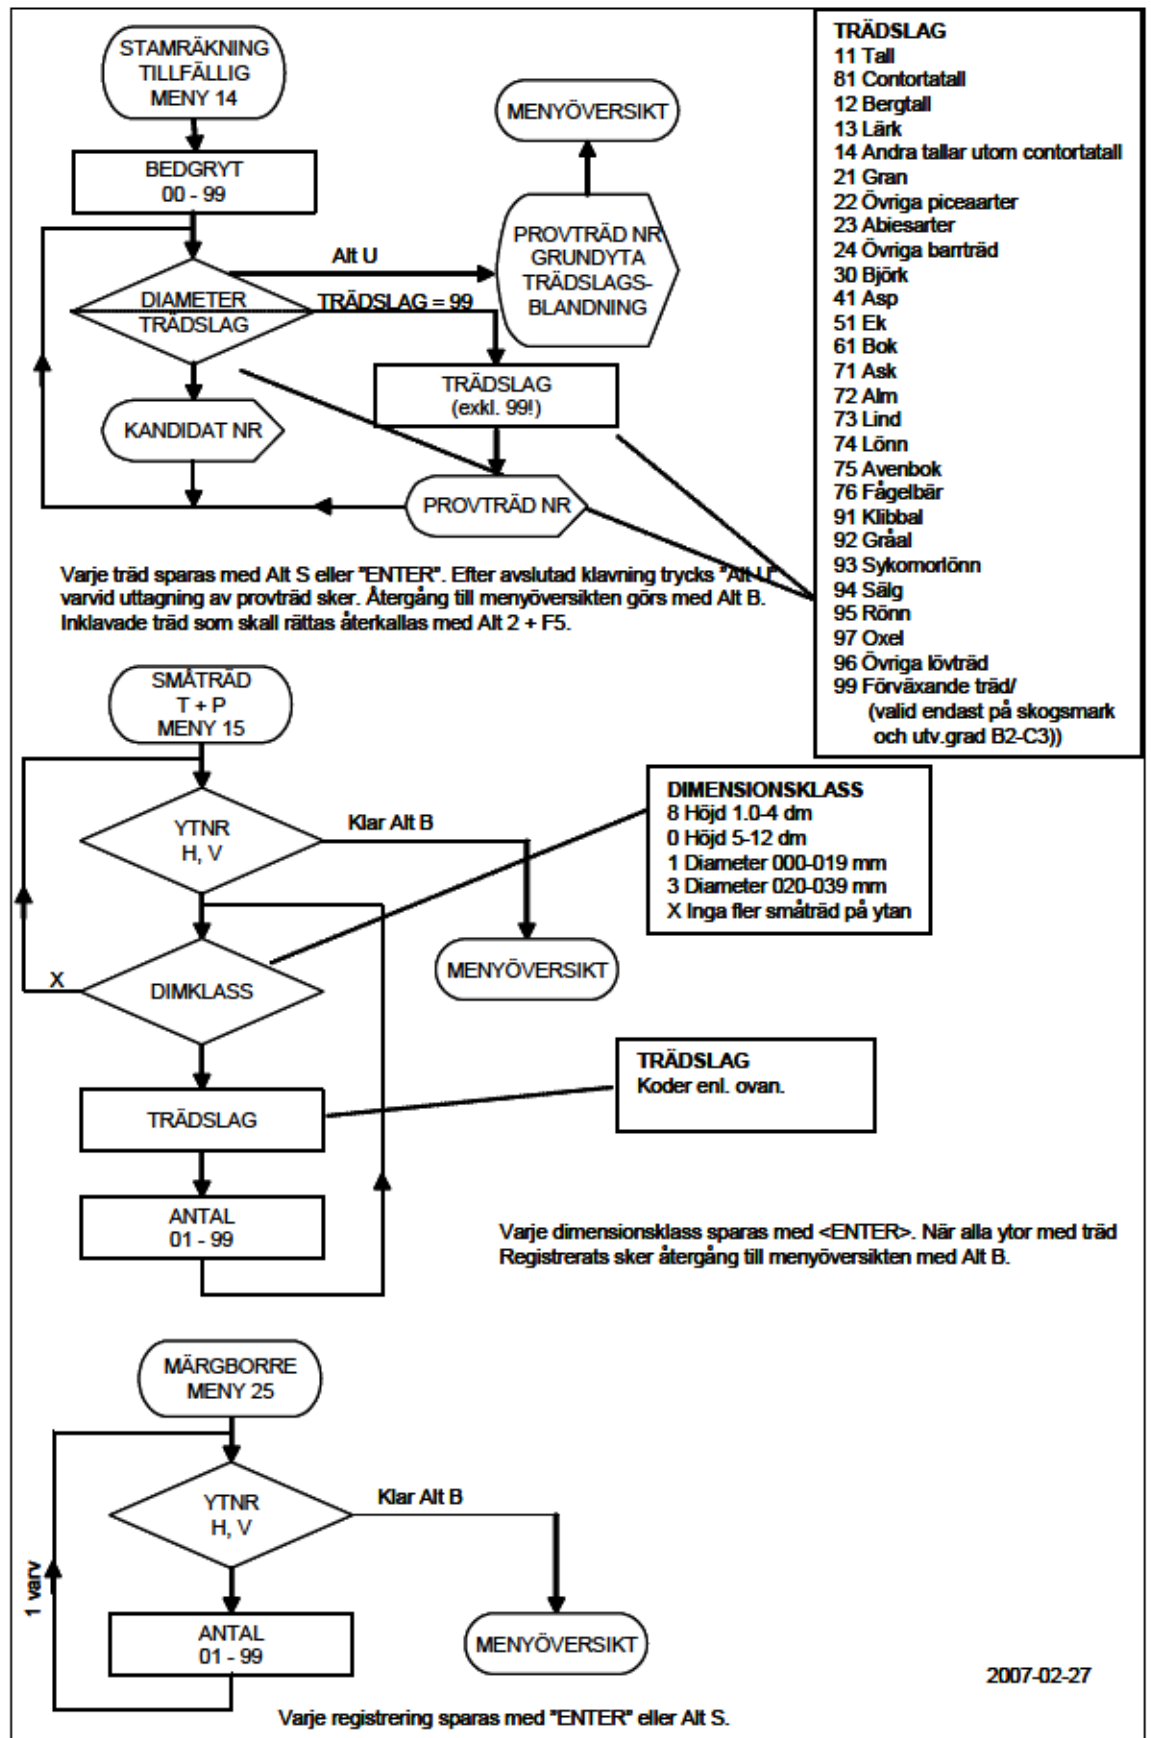 STAMRÄKNING
TILLFÄLLIG
MENY 14
BEDGRYT
00 - 99
DIAMETER
TRÄDSLAG
Alt U
TRÄDSLAG = 99
MENYÖVERSIKT
PROVTRÄD NR
GRUNDYTA
TRÄDSLAGS-
BLANDNING
TRÄDSLAG
(exkl. 99!)
KANDIDAT NR
PROVTRÄD NR
TRÄDSLAG
11 Tall
81 Contortatall
12 Bergtall
13 Lärk
14 Andra tallar utom contortatall
21 Gran
22 Övriga piceaarter
23 Abiesarter
24 Övriga barrträd
30 Björk
41 Asp
51 Ek
61 Bok
71 Ask
72 Alm
73 Lind
74 Lönn
75 Avenbok
76 Fågelbär
91 Klibbal
92 Gråal
93 Sykomorlönn
94 Sälg
95 Rönn
97 Oxel
96 Övriga lövträd
99 Förväxande träd/
(valid endast på skogsmark
och utv.grad B2-C3))
Varje träd sparas med Alt S eller "ENTER". Efter avslutad klavning trycks "Alt-U"
varvid uttagning av provträd sker. Återgång till menyöversikten görs med Alt B.
Inklavade träd som skall rättas återkallas med Alt 2 + F5.
SMÅTRÄD
T + P
MENY 15
YTNR
H, V
Klar Alt B
DIMKLASS
X
MENYÖVERSIKT
DIMENSIONSKLASS
8 Höjd 1.0-4 dm
0 Höjd 5-12 dm
1 Diameter 000-019 mm
3 Diameter 020-039 mm
X Inga fler småträd på ytan
TRÄDSLAG
TRÄDSLAG
Koder enl. ovan.
ANTAL
01 - 99
Varje dimensionsklass sparas med <ENTER>. När alla ytor med träd
Registrerats sker återgång till menyöversikten med Alt B.
MÄRGBORRE
MENY 25
YTNR
H, V
Klar Alt B
1 varv
ANTAL
01 - 99
MENYÖVERSIKT
2007-02-27
Varje registrering sparas med "ENTER" eller Alt S.